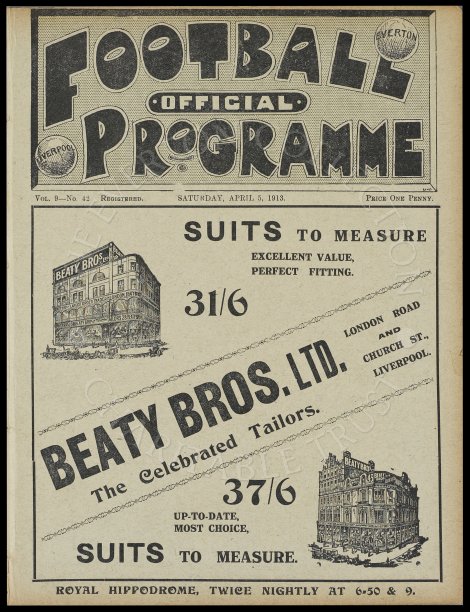 FOOTBALL
EVERTON
OFFICIAL
LIVERPOOL
PROGRAMME
VOL. 9—No. 42 REGISTERED. SATURDAY, APRIL 5, 1913. PRICE ONE PENNY.
SUITS TO MEASURE
EXCELLENT VALUE,
PERFECT FITTING.
BEATY BROS. LTD.
31/6
LONDON ROAD
AND
CHURCH ST.,
LIVERPOOL.
BEATY BROS. LTD.
The Celebrated Tailors.
37/6
BEATY BROS
UP-TO-DATE,
MOST CHOICE,
SUITS TO MEASURE.
ROYAL HIPPODROME, TWICE NIGHTLY AT 6-50 & 9.